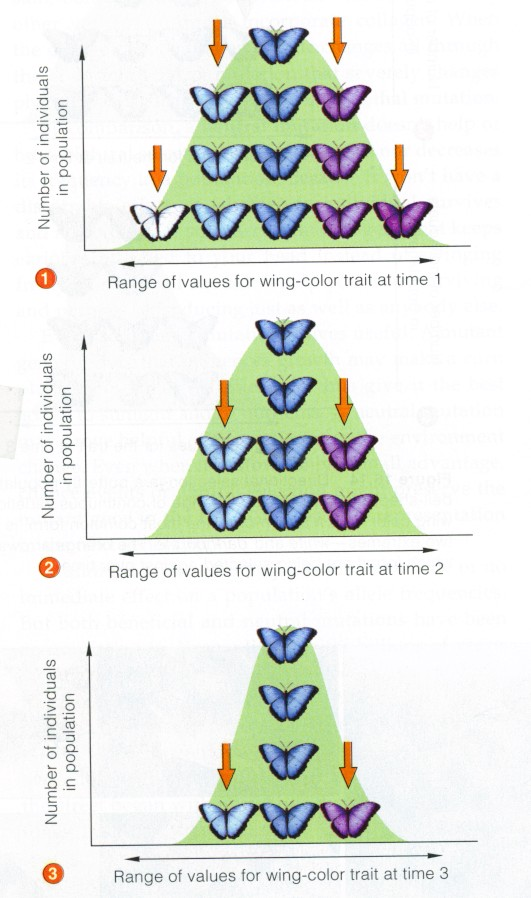 Number of individuals
in population
1
Range of values for wing-color trait at time 1
Number of individuals
in population
2
Range of values for wing-color trait at time 2
Number of individuals
in population
3
Range of values for wing-color trait at time 3